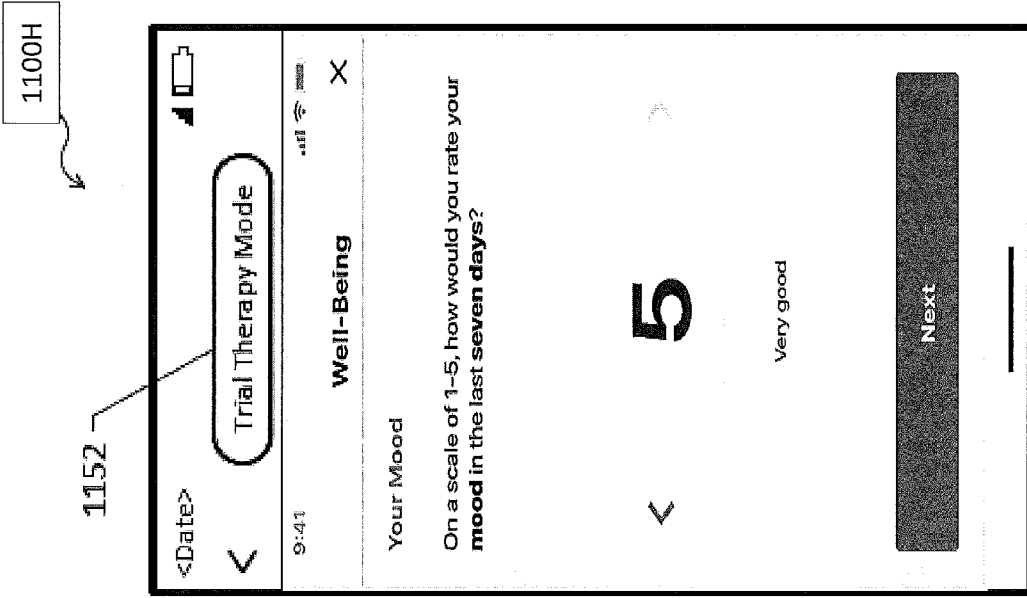 1100H
1152
<Date>
Trial Therapy Mode
9:41
Well-Being
Your Mood
On a scale of 1-5, how would you rate your
mood in the last seven days?
5
Very good
Next